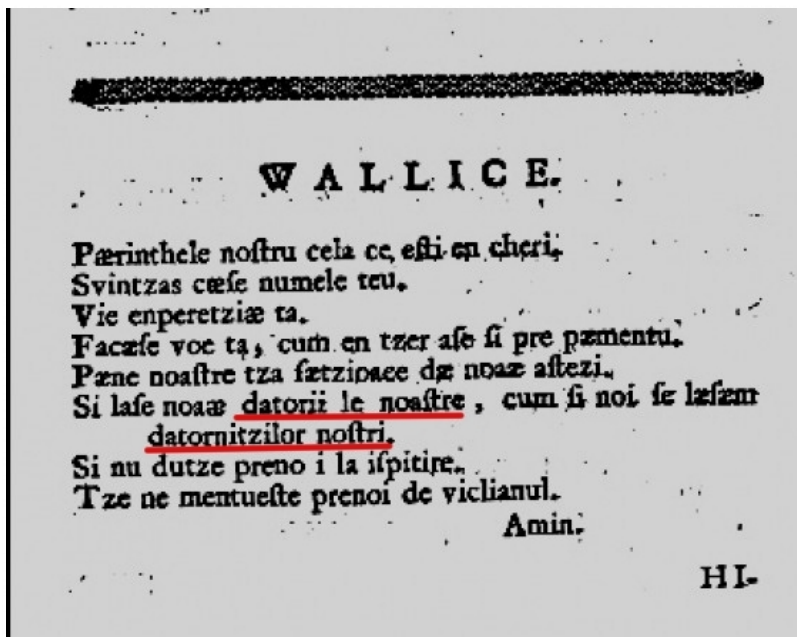 WALLICE.
Pærinthele noſtru cela ce, eſti en cheri.
Svintzas cæſe numele teu.
Vie enperetziæ ta.
Facæſe voe ta, cum en tzer aſe ſi pre pæmentu.
Pæne noaſtre tza ſætzioaee dæ noaæ aſtezi.
Si laſe noaæ datorii le noaſtre, cum ſi noi ſe læſam
datornitzilor noſtri.
Si nu dutze preno i la iſpitire.
Tze ne mentueſte prenoi de viclianul.
Amin.
HI-